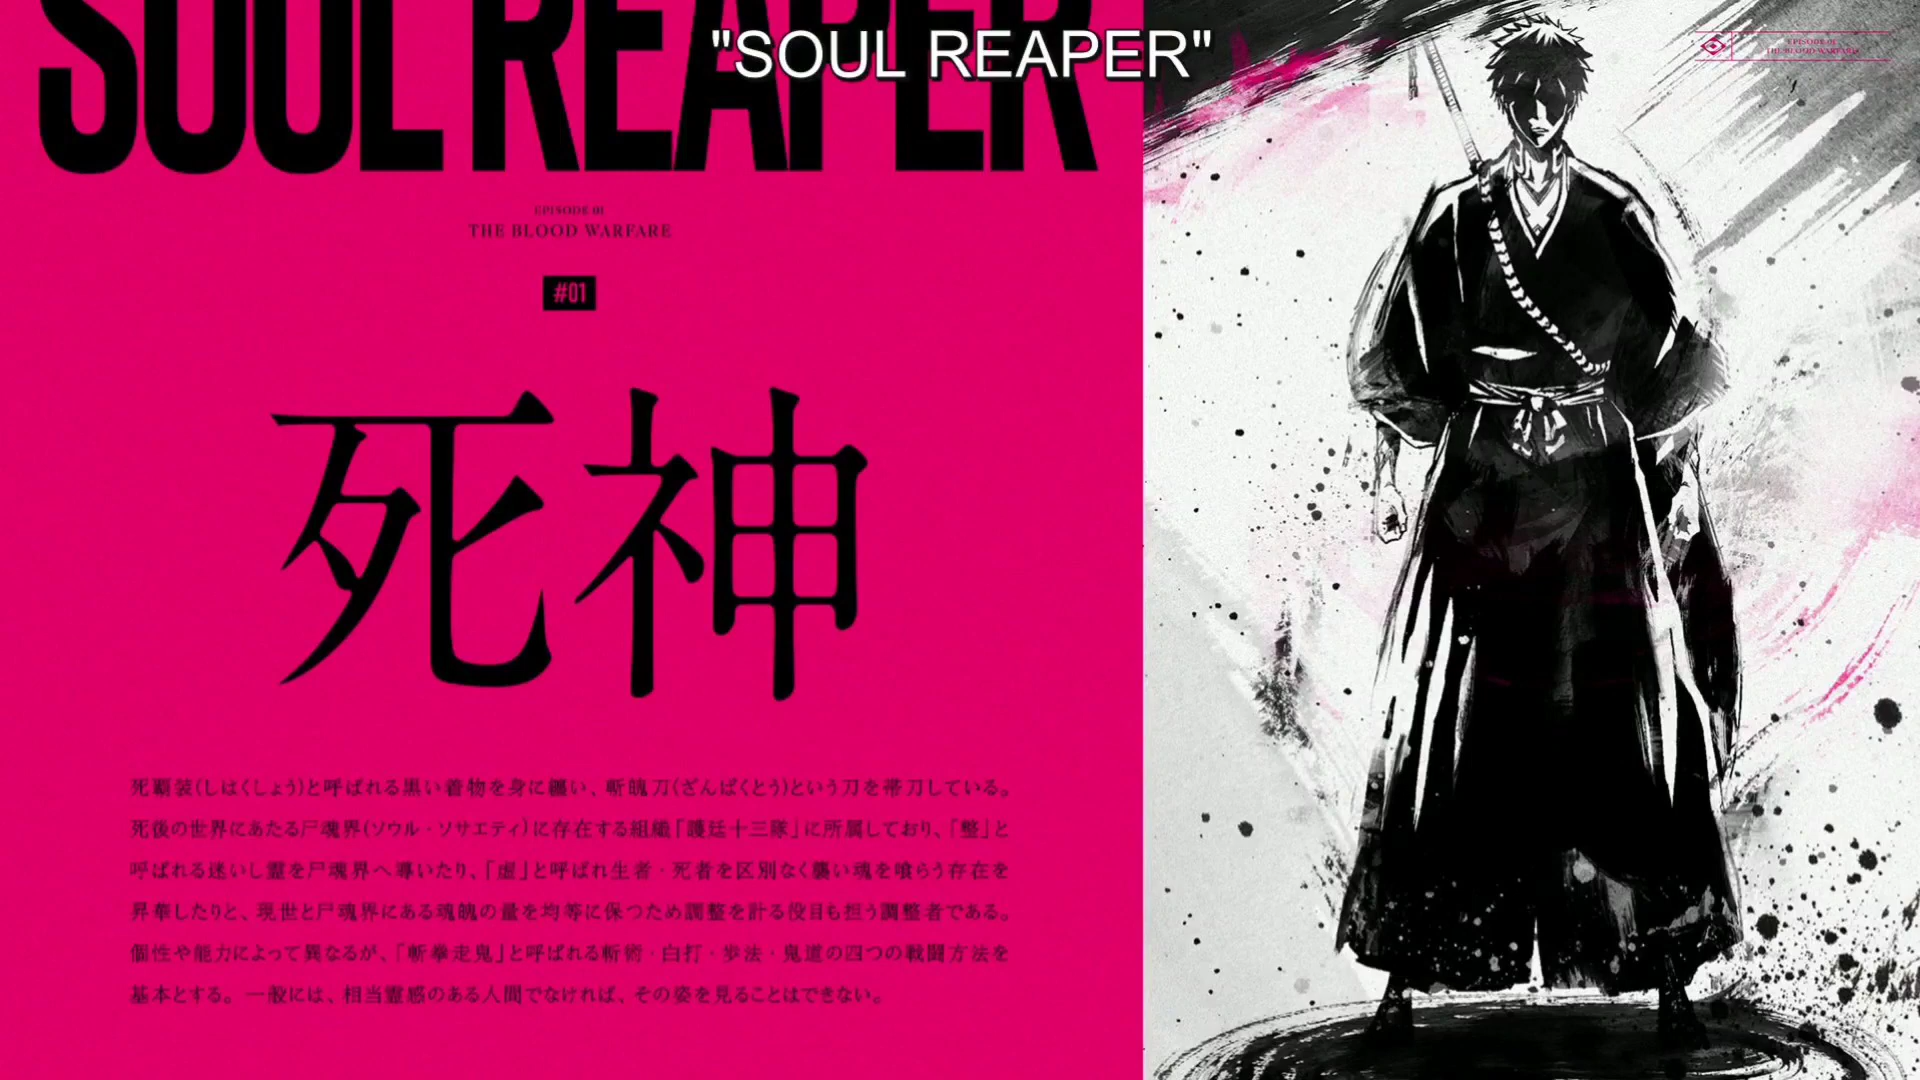 SOUL REAPER
"SOUL REAPER"
EPISODE 01
THE BLOOD WARFARE
EPISODE 01
THE BLOOD WARFARE
#01
死神
死覇装(しはくしょう)と呼ばれる黒い着物を身に纏い、斬魄刀(ざんぱくとう)という刀を帯刀している。
死後の世界にあたる尸魂界(ソウル・ソサエティ)に存在する組織「護廷十三隊」に所属しており、「整」と
呼ばれる迷いし霊を尸魂界へ導いたり、「虚」と呼ばれ生者・死者を区別なく襲い魂を喰らう存在を
昇華したりと、現世と尸魂界にある魂魄の量を均等に保つため調整を計る役目も担う調整者である。
個性や能力によって異なるが、「斬拳走鬼」と呼ばれる斬術・白打・歩法・鬼道の四つの戦闘方法を
基本とする。一般には、相当霊感のある人間でなければ、その姿を見ることはできない。